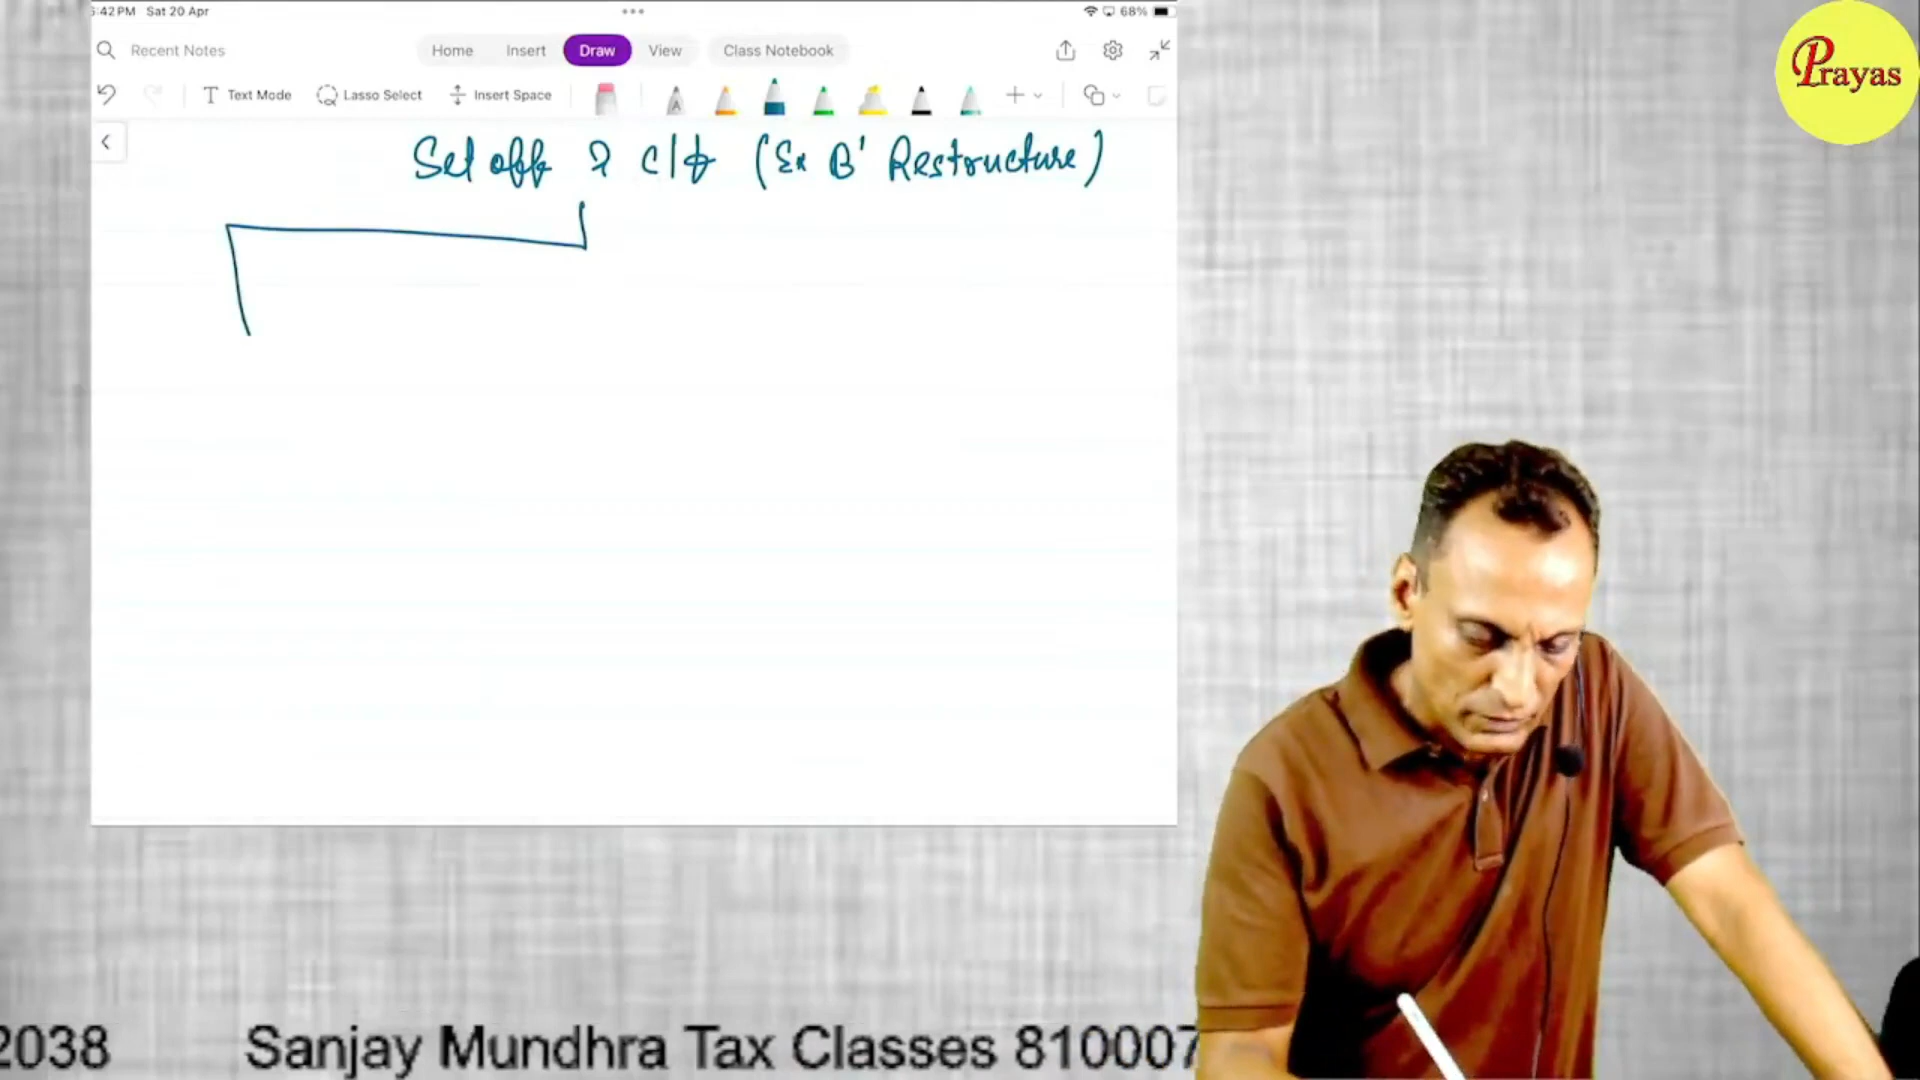 :42 PM Sat 20 Apr
68%
Recent Notes
Home Insert Draw View Class Notebook
Text Mode Lasso Select Insert Space
A
Prayas
Set off & c/f (Ex B' Restructure)
2038 Sanjay Mundhra Tax Classes 810007